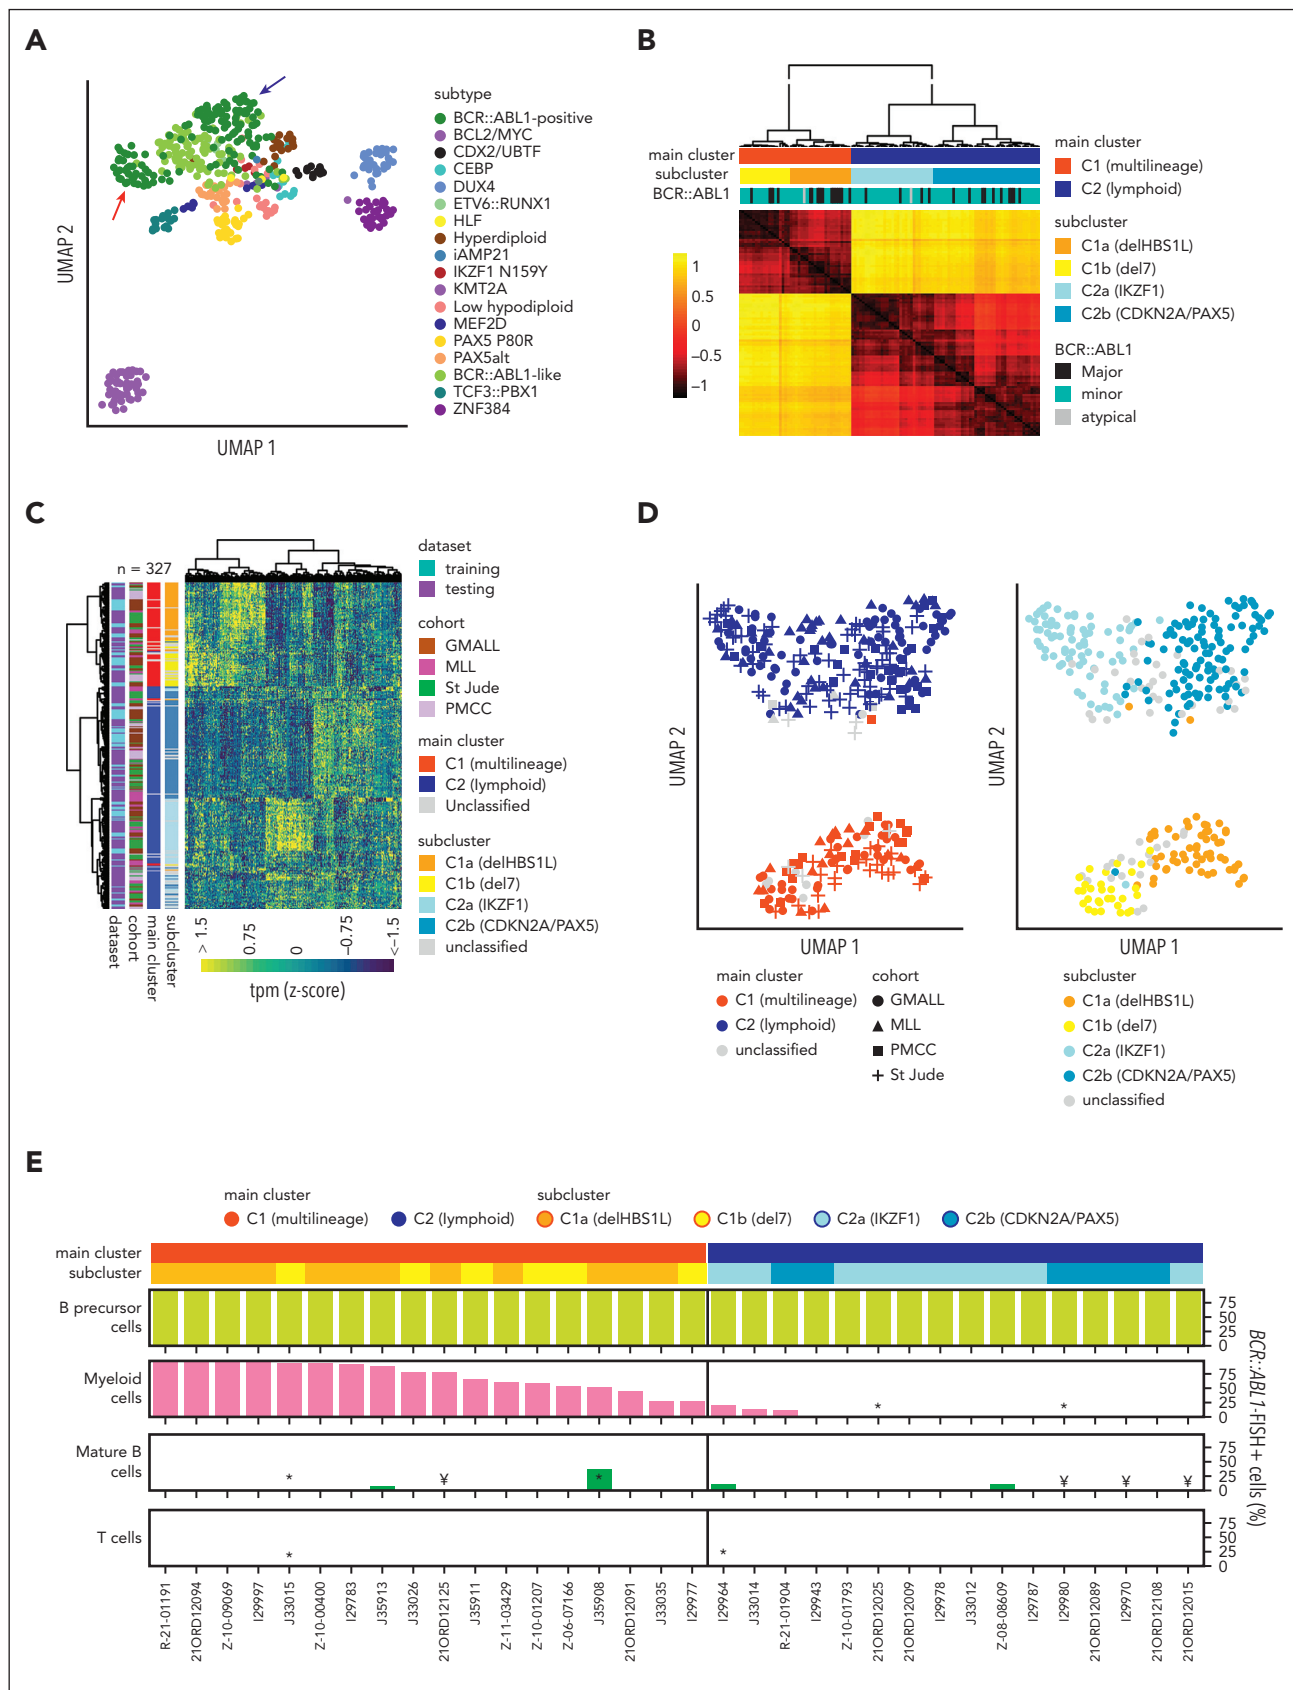 A
UMAP 2
UMAP 1
subtype
BCR::ABL1-positive
BCL2/MYC
CDX2/UBTF
CEBP
DUX4
ETV6::RUNX1
HLF
Hyperdiploid
iAMP21
IKZF1 N159Y
KMT2A
Low hypodiploid
MEF2D
PAX5 P80R
PAX5alt
BCR::ABL1-like
TCF3::PBX1
ZNF384
B
main cluster
subcluster
BCR::ABL1
1
0.5
0
−0.5
−1
main cluster
C1 (multilineage)
C2 (lymphoid)
subcluster
C1a (delHBS1L)
C1b (del7)
C2a (IKZF1)
C2b (CDKN2A/PAX5)
BCR::ABL1
Major
minor
atypical
C
n = 327
dataset
cohort
main cluster
subcluster
> 1.5
0.75
0
−0.75
<−1.5
tpm (z-score)
dataset
training
testing
cohort
GMALL
MLL
St Jude
PMCC
main cluster
C1 (multilineage)
C2 (lymphoid)
Unclassified
subcluster
C1a (delHBS1L)
C1b (del7)
C2a (IKZF1)
C2b (CDKN2A/PAX5)
unclassified
D
UMAP 2
UMAP 1
UMAP 2
UMAP 1
main cluster
C1 (multilineage)
C2 (lymphoid)
unclassified
cohort
GMALL
MLL
PMCC
St Jude
subcluster
C1a (delHBS1L)
C1b (del7)
C2a (IKZF1)
C2b (CDKN2A/PAX5)
unclassified
E
main cluster
C1 (multilineage)
C2 (lymphoid)
subcluster
C1a (delHBS1L)
C1b (del7)
C2a (IKZF1)
C2b (CDKN2A/PAX5)
main cluster
subcluster
B precursor
cells
75
50
25
0
Myeloid
cells
* *
75
50
25
0
Mature B
cells
* ¥ * ¥ ¥ ¥
75
50
25
0
T cells
* *
75
50
25
0
BCR::ABL1-FISH+ cells (%)
R-21-01191
21ORD12094
Z-10-09069
I29997
J33015
Z-10-00400
I29783
J35913
J33026
21ORD12125
J35911
Z-11-03429
Z-10-01207
Z-06-07166
J35908
21ORD12091
J33035
I29977
I29964
J33014
R-21-01904
I29943
Z-10-01793
21ORD12025
21ORD12009
I29978
J33012
Z-08-08609
I29787
I29980
21ORD12089
I29970
21ORD12108
21ORD12015